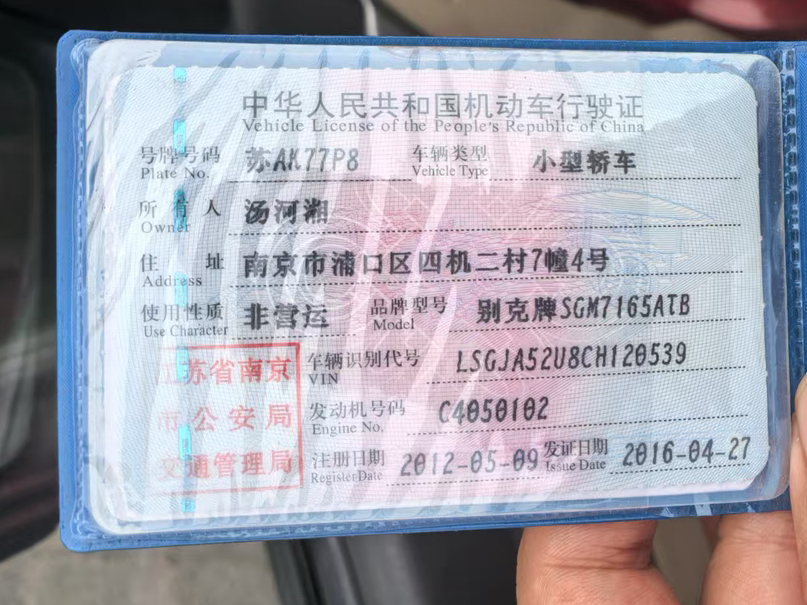 中华人民共和国机动车行驶证
Vehicle License of the People's Republic of China
号牌号码 苏AK77P8 车辆类型 小型轿车
Plate No. Vehicle Type
所有人 汤河湘
Owner
住址 南京市浦口区四机二村7幢4号
Address
使用性质 非营运 品牌型号 别克牌SGM7165ATB
Use Character Model
江苏省南京 车辆识别代号 LSGJA52U8CH120539
VIN
市公安局 发动机号码 C4050102
Engine No.
交通管理局 注册日期 2012-05-09 发证日期 2016-04-27
Register Date Issue Date